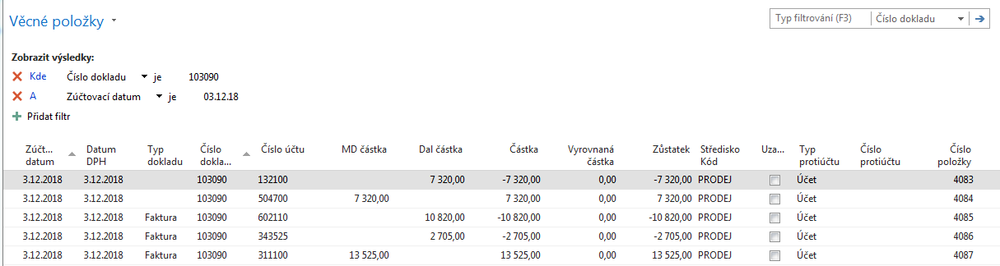 Věcné položky
Typ filtrování (F3) Číslo dokladu
Zobrazit výsledky:
Kde Číslo dokladu je 103090
A Zúčtovací datum je 03.12.18
Přidat filtr
Zúčt... datum Datum DPH Typ dokladu Číslo dokla... Číslo účtu MD částka Dal částka Částka Vyrovnaná částka Zůstatek Středisko Kód Uza... Typ protiúčtu Číslo protiúčtu Číslo položky
3.12.2018 3.12.2018 103090 132100 7 320,00 -7 320,00 0,00 -7 320,00 PRODEJ Účet 4083
3.12.2018 3.12.2018 103090 504700 7 320,00 7 320,00 0,00 7 320,00 PRODEJ Účet 4084
3.12.2018 3.12.2018 Faktura 103090 602110 10 820,00 -10 820,00 0,00 -10 820,00 PRODEJ Účet 4085
3.12.2018 3.12.2018 Faktura 103090 343525 2 705,00 -2 705,00 0,00 -2 705,00 PRODEJ Účet 4086
3.12.2018 3.12.2018 Faktura 103090 311100 13 525,00 13 525,00 0,00 13 525,00 PRODEJ Účet 4087